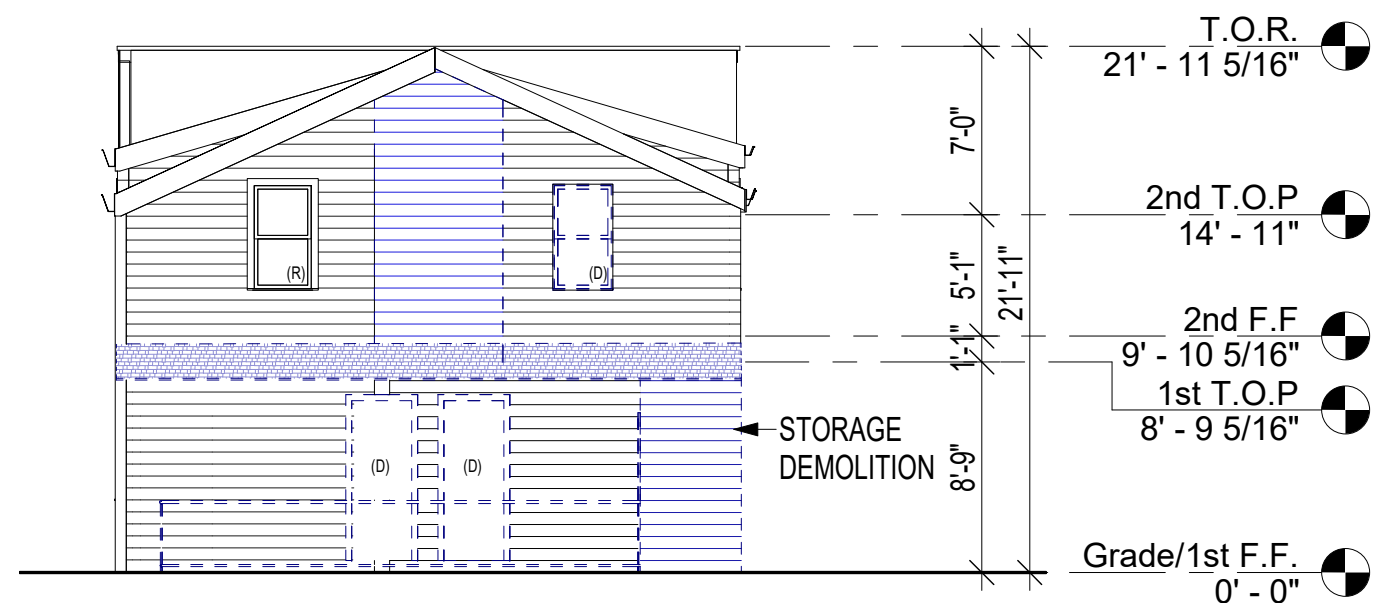 T.O.R.
21' - 11 5/16"
7'-0"
2nd T.O.P
14' - 11"
(R)
(D)
5'-1"
21'-11"
2nd F.F
9' - 10 5/16"
1'-1"
1st T.O.P
8' - 9 5/16"
STORAGE
DEMOLITION
(D)
(D)
8'-9"
Grade/1st F.F.
0' - 0"